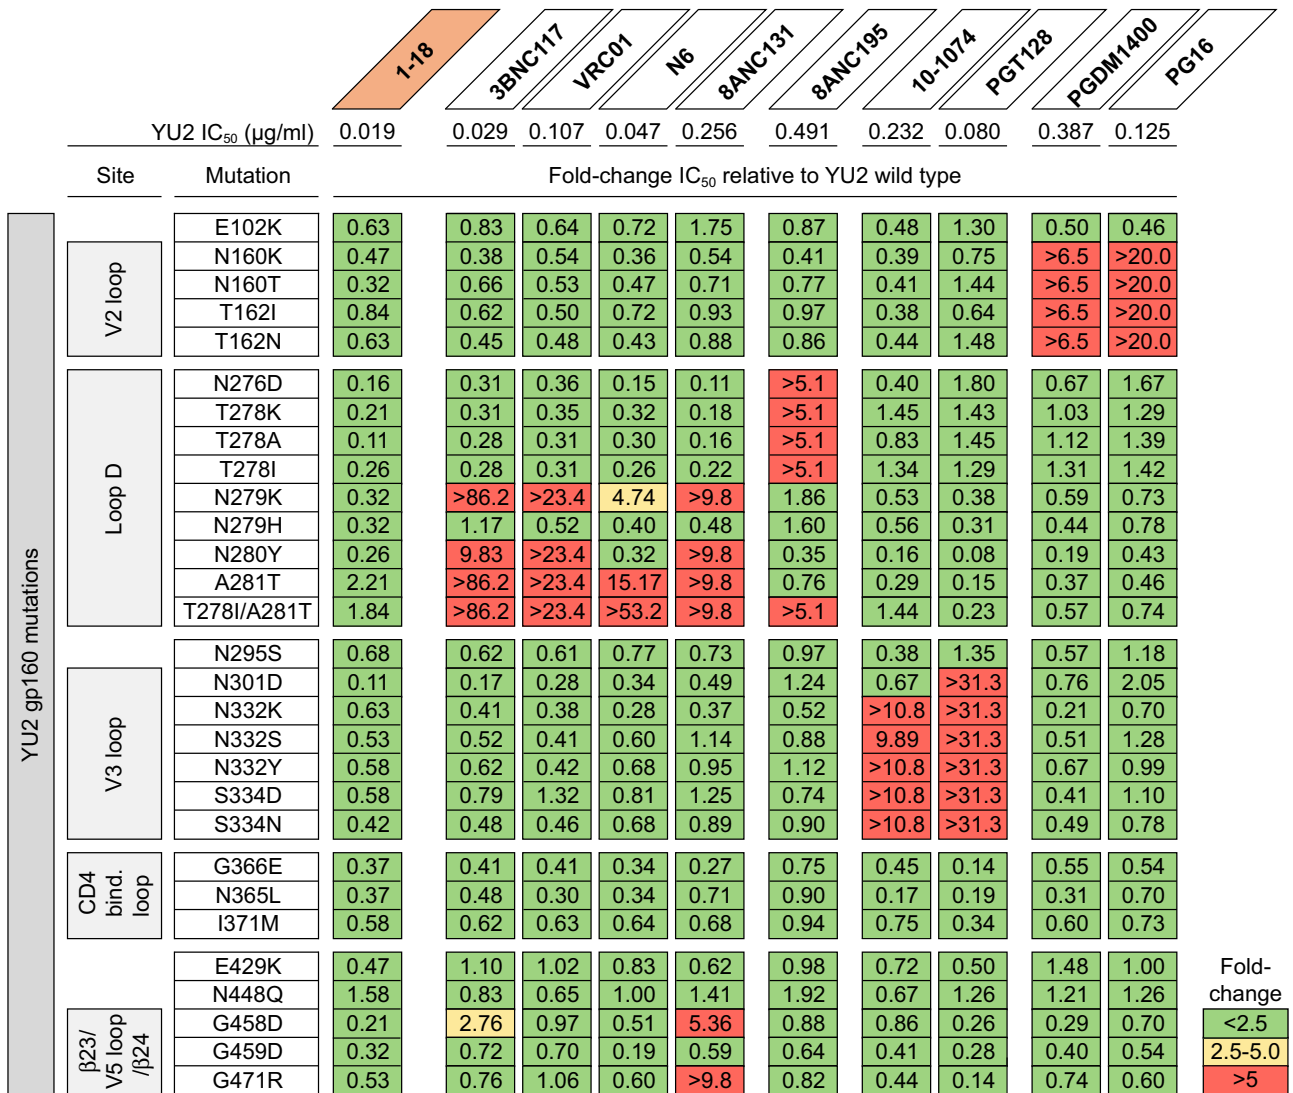 1-18 3BNC117 VRC01 N6 8ANC131 8ANC195 10-1074 PGT128 PGDM1400 PG16
YU2 IC50 (µg/ml) 0.019 0.029 0.107 0.047 0.256 0.491 0.232 0.080 0.387 0.125
Site Mutation Fold-change IC50 relative to YU2 wild type
YU2 gp160 mutations
E102K 0.63 0.83 0.64 0.72 1.75 0.87 0.48 1.30 0.50 0.46
V2 loop
N160K 0.47 0.38 0.54 0.36 0.54 0.41 0.39 0.75 >6.5 >20.0
N160T 0.32 0.66 0.53 0.47 0.71 0.77 0.41 1.44 >6.5 >20.0
T162I 0.84 0.62 0.50 0.72 0.93 0.97 0.38 0.64 >6.5 >20.0
T162N 0.63 0.45 0.48 0.43 0.88 0.86 0.44 1.48 >6.5 >20.0
Loop D
N276D 0.16 0.31 0.36 0.15 0.11 >5.1 0.40 1.80 0.67 1.67
T278K 0.21 0.31 0.35 0.32 0.18 >5.1 1.45 1.43 1.03 1.29
T278A 0.11 0.28 0.31 0.30 0.16 >5.1 0.83 1.45 1.12 1.39
T278I 0.26 0.28 0.31 0.26 0.22 >5.1 1.34 1.29 1.31 1.42
N279K 0.32 >86.2 >23.4 4.74 >9.8 1.86 0.53 0.38 0.59 0.73
N279H 0.32 1.17 0.52 0.40 0.48 1.60 0.56 0.31 0.44 0.78
N280Y 0.26 9.83 >23.4 0.32 >9.8 0.35 0.16 0.08 0.19 0.43
A281T 2.21 >86.2 >23.4 15.17 >9.8 0.76 0.29 0.15 0.37 0.46
T278I/A281T 1.84 >86.2 >23.4 >53.2 >9.8 >5.1 1.44 0.23 0.57 0.74
V3 loop
N295S 0.68 0.62 0.61 0.77 0.73 0.97 0.38 1.35 0.57 1.18
N301D 0.11 0.17 0.28 0.34 0.49 1.24 0.67 >31.3 0.76 2.05
N332K 0.63 0.41 0.38 0.28 0.37 0.52 >10.8 >31.3 0.21 0.70
N332S 0.53 0.52 0.41 0.60 1.14 0.88 9.89 >31.3 0.51 1.28
N332Y 0.58 0.62 0.42 0.68 0.95 1.12 >10.8 >31.3 0.67 0.99
S334D 0.58 0.79 1.32 0.81 1.25 0.74 >10.8 >31.3 0.41 1.10
S334N 0.42 0.48 0.46 0.68 0.89 0.90 >10.8 >31.3 0.49 0.78
CD4
bind.
loop
G366E 0.37 0.41 0.41 0.34 0.27 0.75 0.45 0.14 0.55 0.54
N365L 0.37 0.48 0.30 0.34 0.71 0.90 0.17 0.19 0.31 0.70
I371M 0.58 0.62 0.63 0.64 0.68 0.94 0.75 0.34 0.60 0.73
E429K 0.47 1.10 1.02 0.83 0.62 0.98 0.72 0.50 1.48 1.00
N448Q 1.58 0.83 0.65 1.00 1.41 1.92 0.67 1.26 1.21 1.26
β23/
V5 loop
/β24
G458D 0.21 2.76 0.97 0.51 5.36 0.88 0.86 0.26 0.29 0.70
G459D 0.32 0.72 0.70 0.19 0.59 0.64 0.41 0.28 0.40 0.54
G471R 0.53 0.76 1.06 0.60 >9.8 0.82 0.44 0.14 0.74 0.60
Fold-
change
<2.5
2.5-5.0
>5